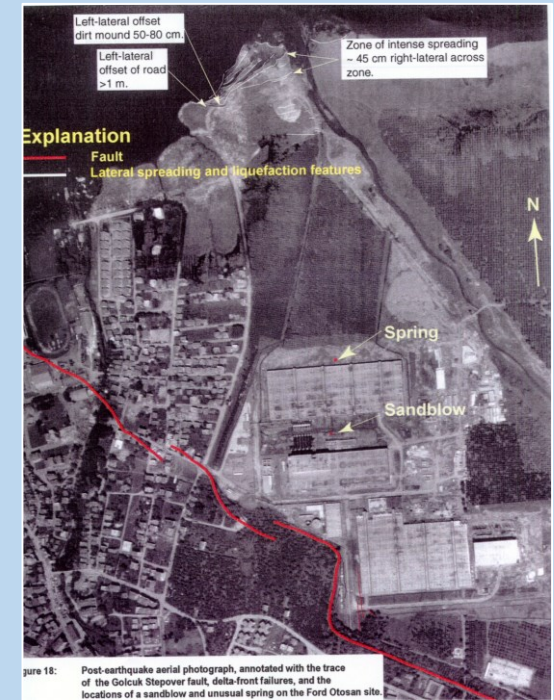 Left-lateral offset
dirt mound 50-80 cm.
Left-lateral
offset of road
>1 m.
Zone of intense spreading
~ 45 cm right-lateral across
zone.
Explanation
Fault
Lateral spreading and liquefaction features
N
Spring
Sandblow
gure 18: Post-earthquake aerial photograph, annotated with the trace
of the Golcuk Stepover fault, delta-front failures, and the
locations of a sandblow and unusual spring on the Ford Otosan site.